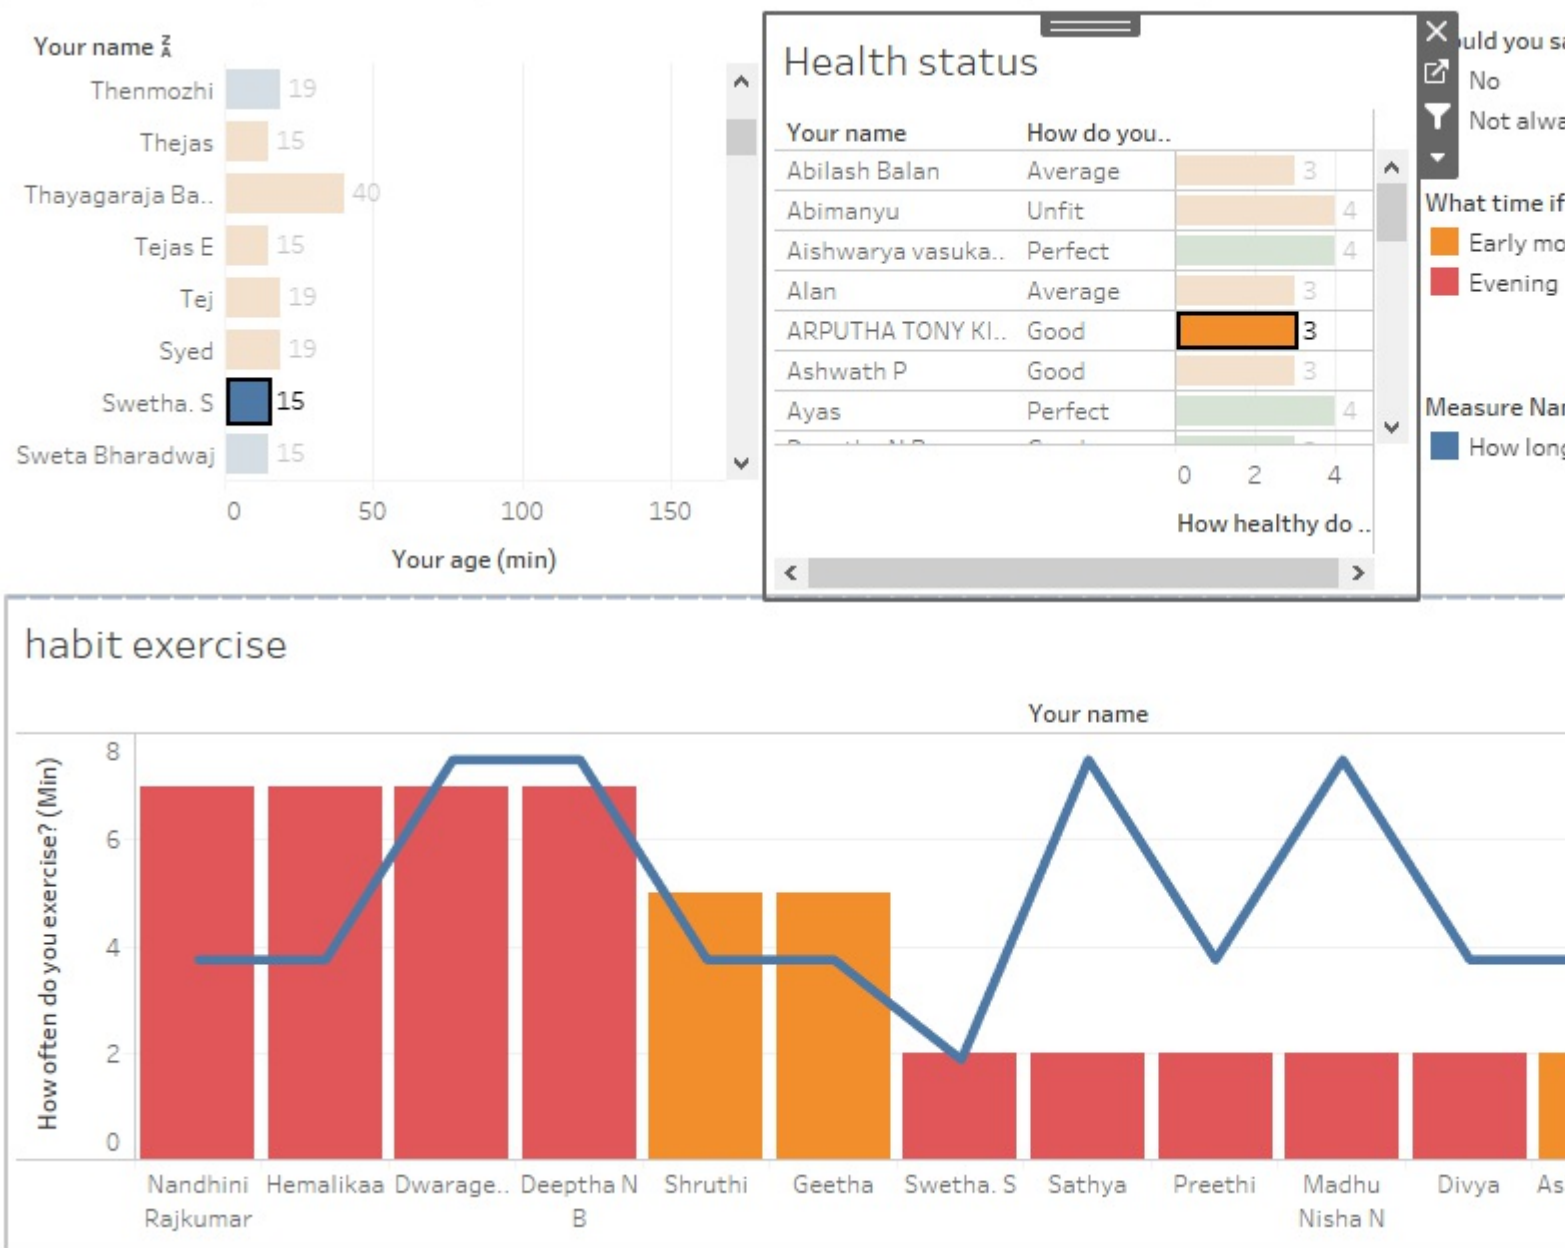 Your name
Thenmozhi 19
Thejas 15
Thayagaraja Ba.. 40
Tejas E 15
Tej 19
Syed 19
Swetha. S 15
Sweta Bharadwaj 15
0 50 100 150
Your age (min)
Health status
Your name How do you..
Abilash Balan Average 3
Abimanyu Unfit 4
Aishwarya vasuka.. Perfect 4
Alan Average 3
ARPUTHA TONY KI.. Good 3
Ashwath P Good 3
Ayas Perfect 4
0 2 4
How healthy do ..
ould you sa
No
Not alwa
What time if
Early mo
Evening
Measure Nam
How long
habit exercise
Your name
How often do you exercise? (Min)
8
6
4
2
0
Nandhini Rajkumar
Hemalikaa
Dwarage..
Deeptha N B
Shruthi
Geetha
Swetha. S
Sathya
Preethi
Madhu Nisha N
Divya
As